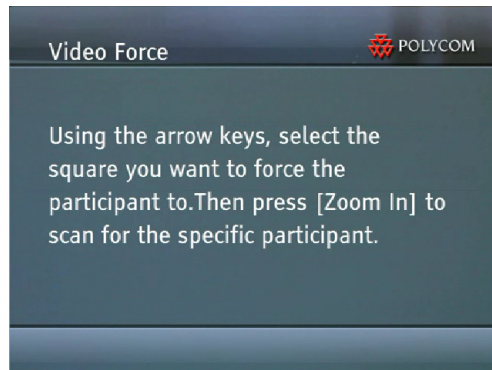 Video Force
POLYCOM
Using the arrow keys, select the
square you want to force the
participant to.Then press [Zoom In] to
scan for the specific participant.